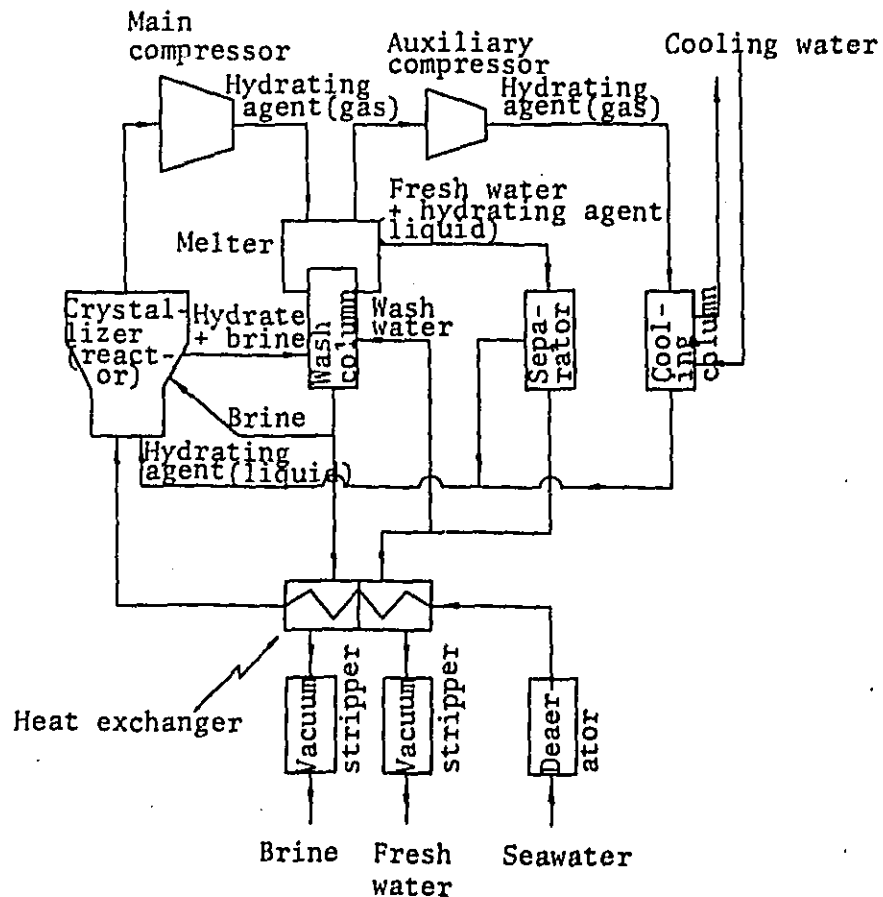 Main
compressor
Auxiliary
compressor
Cooling water
Hydrating
agent(gas)
Hydrating
agent(gas)
Fresh water
+ hydrating agent
(liquid)
Melter
Crystal-
lizer
(react-
or)
Hydrate
+ brine
Wash
column
Wash
water
Sepa-
rator
Cool-
ing
column
Brine
Hydrating
agent(liquid)
Heat exchanger
Vacuum
stripper
Vacuum
stripper
Deaer-
ator
Brine
Fresh
water
Seawater